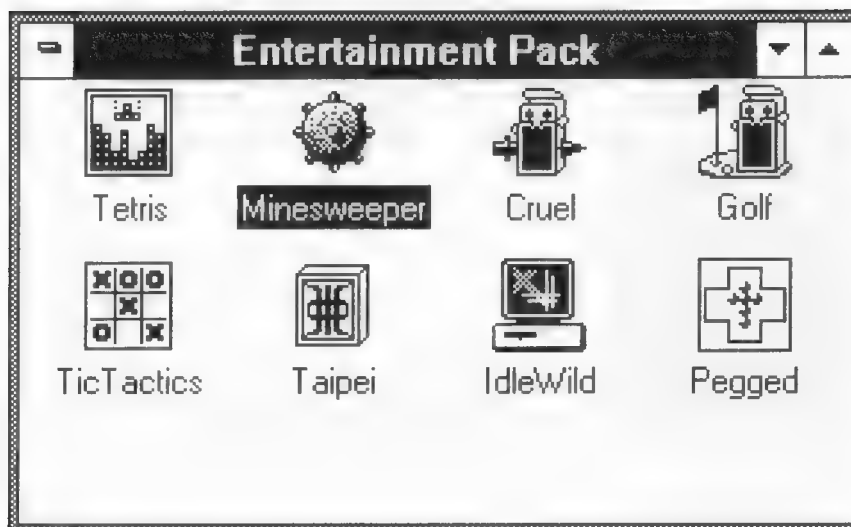 Entertainment Pack
Tetris Minesweeper Cruel Golf
TicTactics Taipei IdleWild Pegged